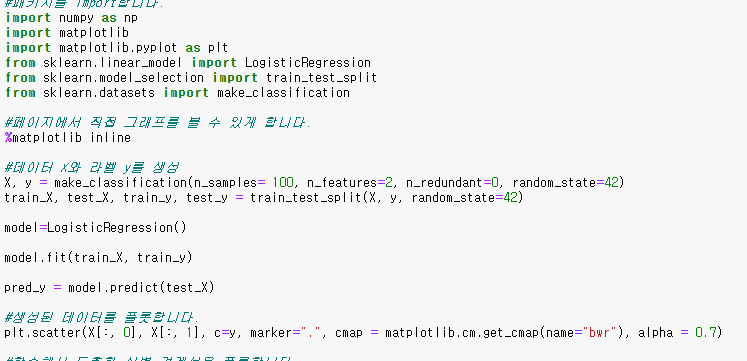 #패키지를 import합니다.
import numpy as np
import matplotlib
import matplotlib.pyplot as plt
from sklearn.linear_model import LogisticRegression
from sklearn.model_selection import train_test_split
from sklearn.datasets import make_classification
#페이지에서 직접 그래프를 볼 수 있게 합니다.
%matplotlib inline
#데이터 X와 라벨 y를 생성
X, y = make_classification(n_samples= 100, n_features=2, n_redundant=0, random_state=42)
train_X, test_X, train_y, test_y = train_test_split(X, y, random_state=42)
model=LogisticRegression()
model.fit(train_X, train_y)
pred_y = model.predict(test_X)
#생성된 데이터를 플롯합니다.
plt.scatter(X[:, 0], X[:, 1], c=y, marker=".", cmap = matplotlib.cm.get_cmap(name="bwr"), alpha = 0.7)